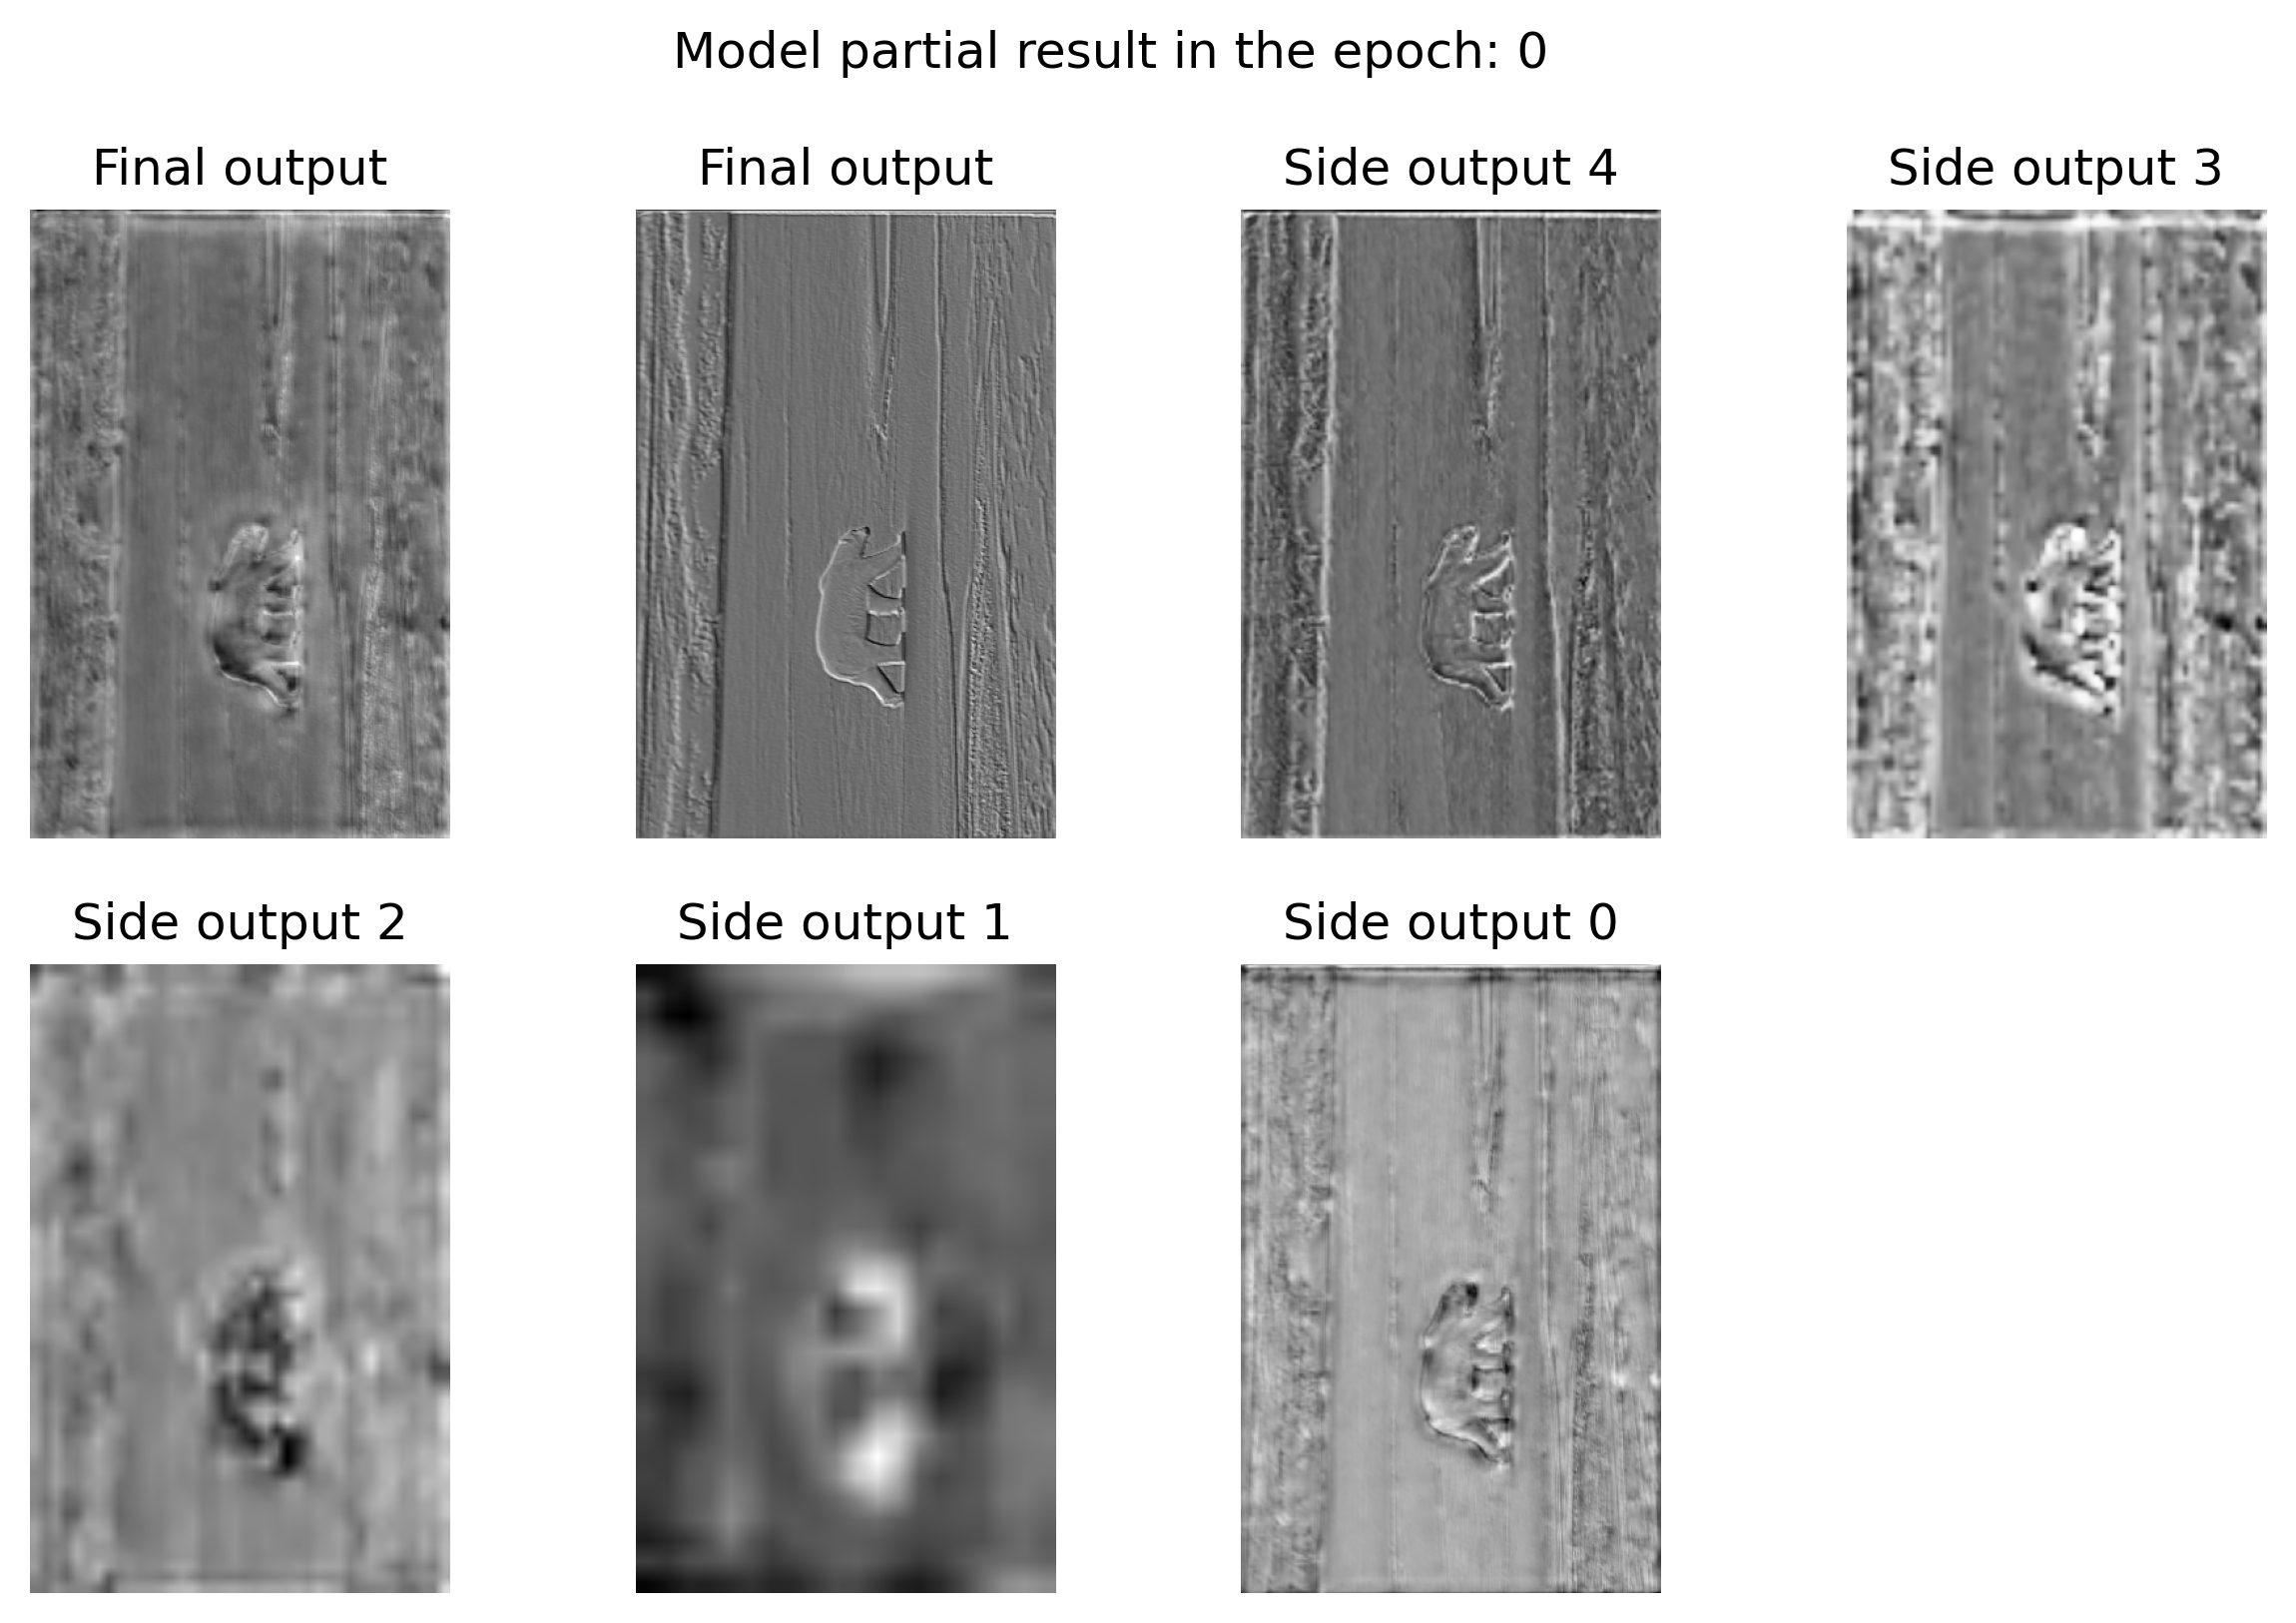 Model partial result in the epoch: 0
Final output
Final output
Side output 4
Side output 3
Side output 2
Side output 1
Side output 0